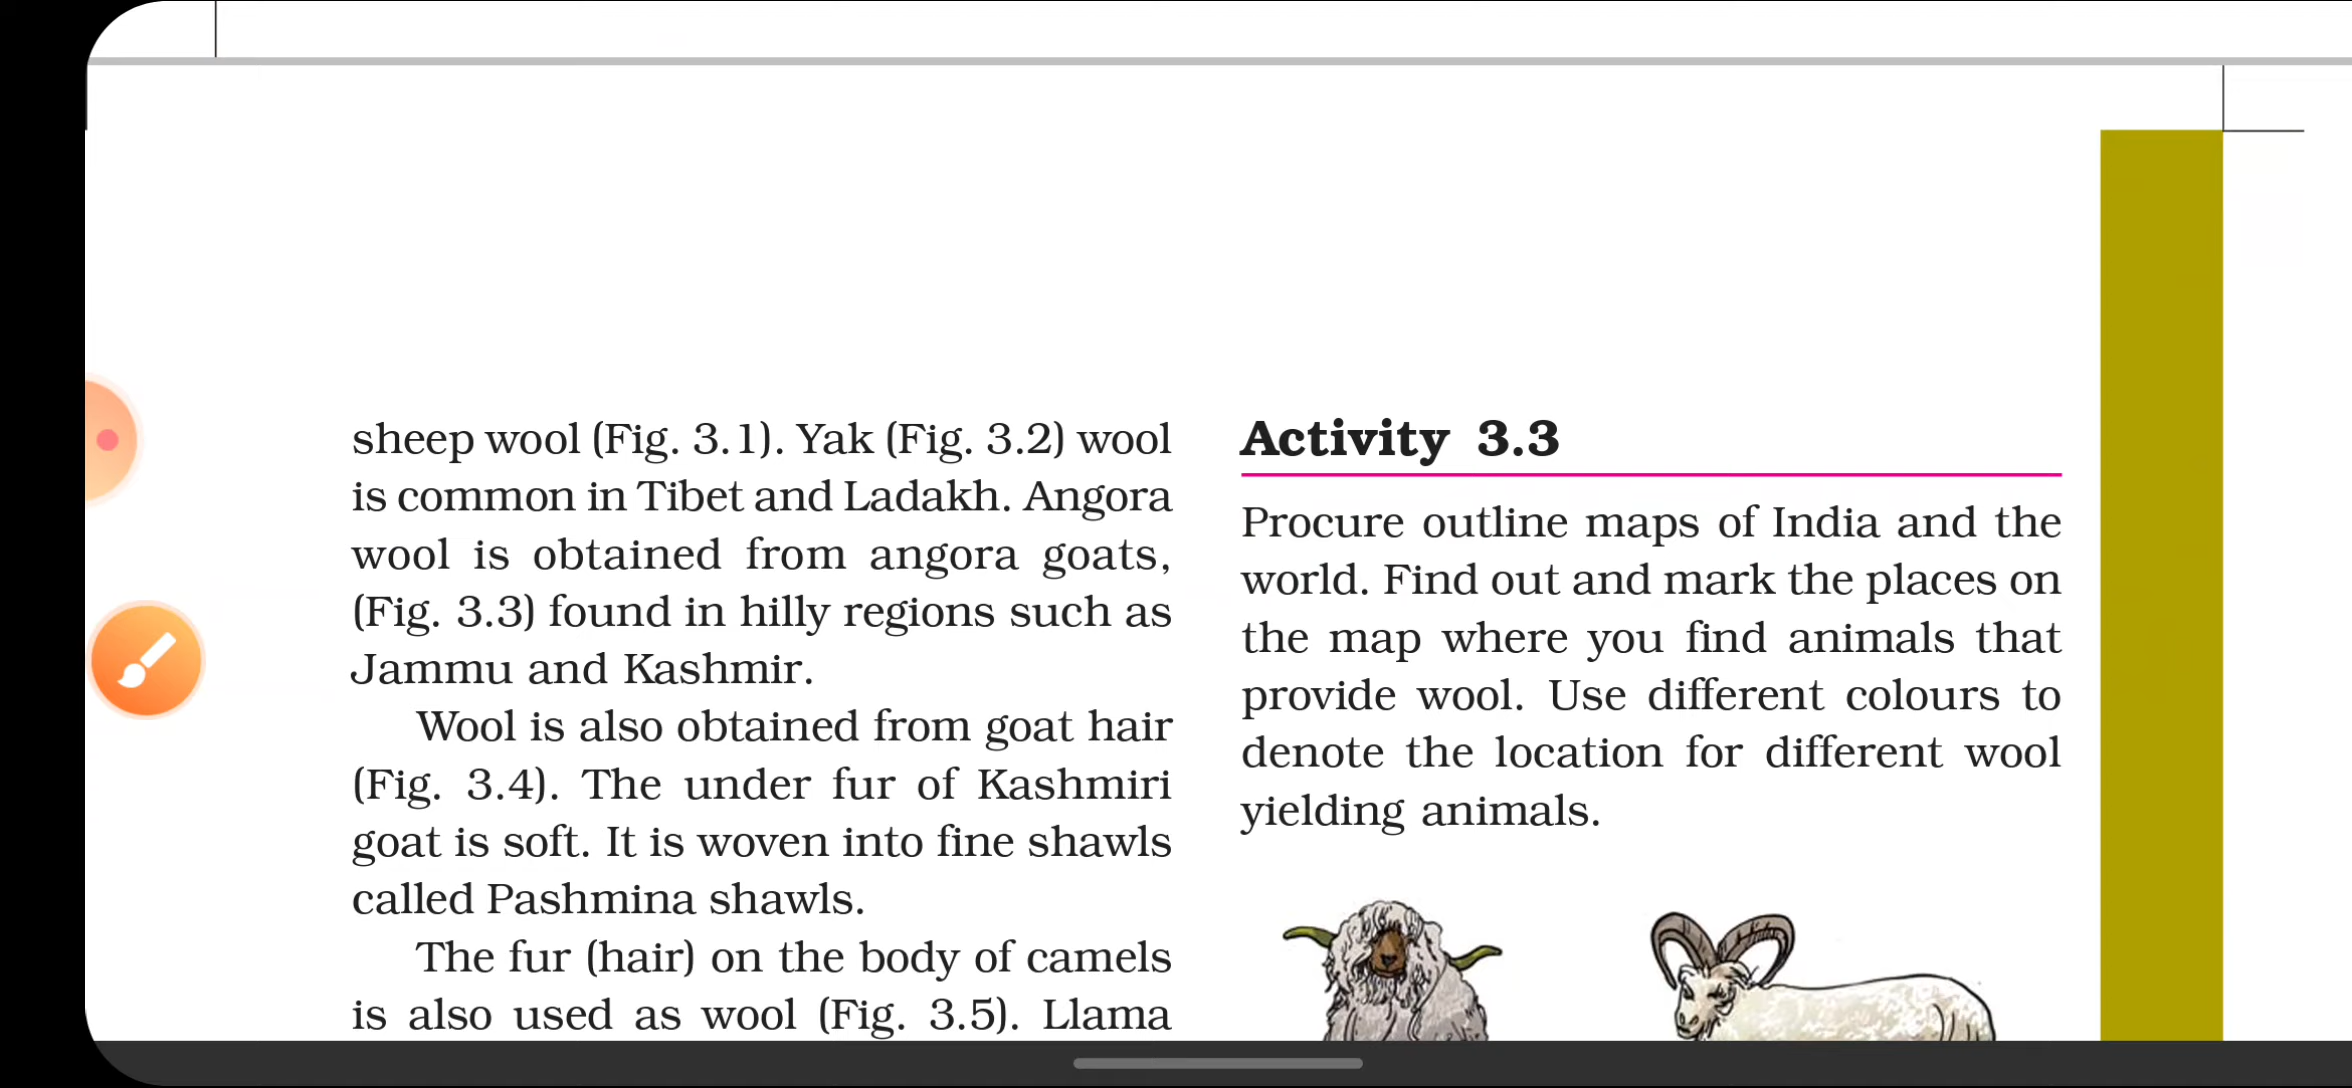 sheep wool (Fig. 3.1). Yak (Fig. 3.2) wool
is common in Tibet and Ladakh. Angora
wool is obtained from angora goats,
(Fig. 3.3) found in hilly regions such as
Jammu and Kashmir.
Wool is also obtained from goat hair
(Fig. 3.4). The under fur of Kashmiri
goat is soft. It is woven into fine shawls
called Pashmina shawls.
The fur (hair) on the body of camels
is also used as wool (Fig. 3.5). Llama
Activity 3.3
Procure outline maps of India and the
world. Find out and mark the places on
the map where you find animals that
provide wool. Use different colours to
denote the location for different wool
yielding animals.